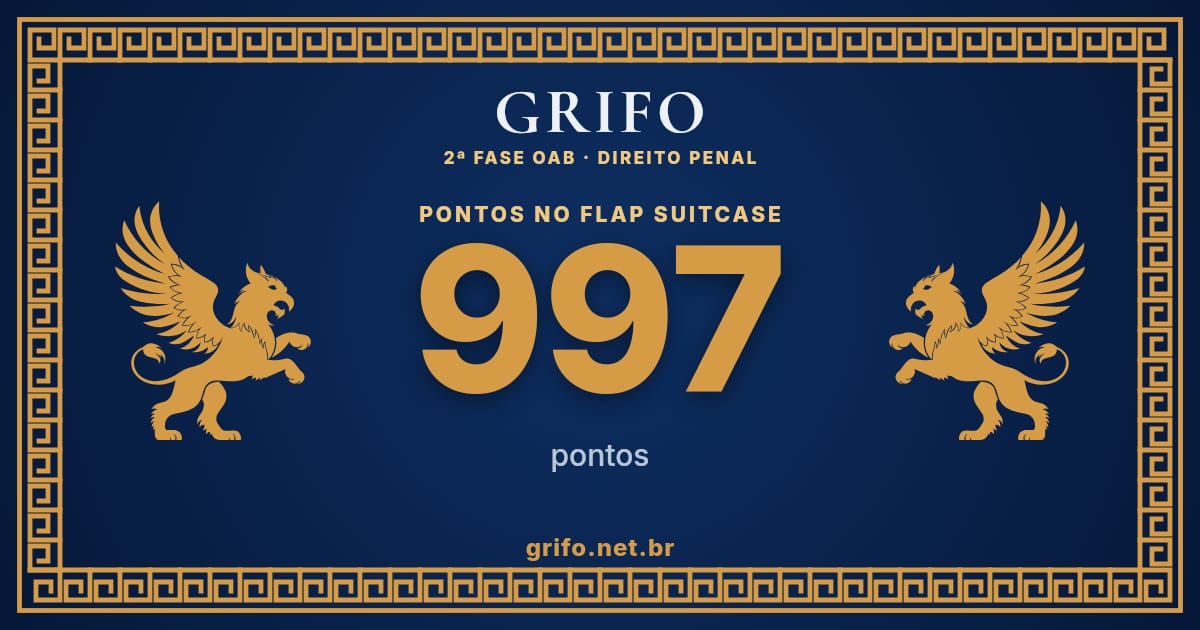 GRIFO
2ª FASE OAB · DIREITO PENAL
PONTOS NO FLAP SUITCASE
997
pontos
grifo.net.br